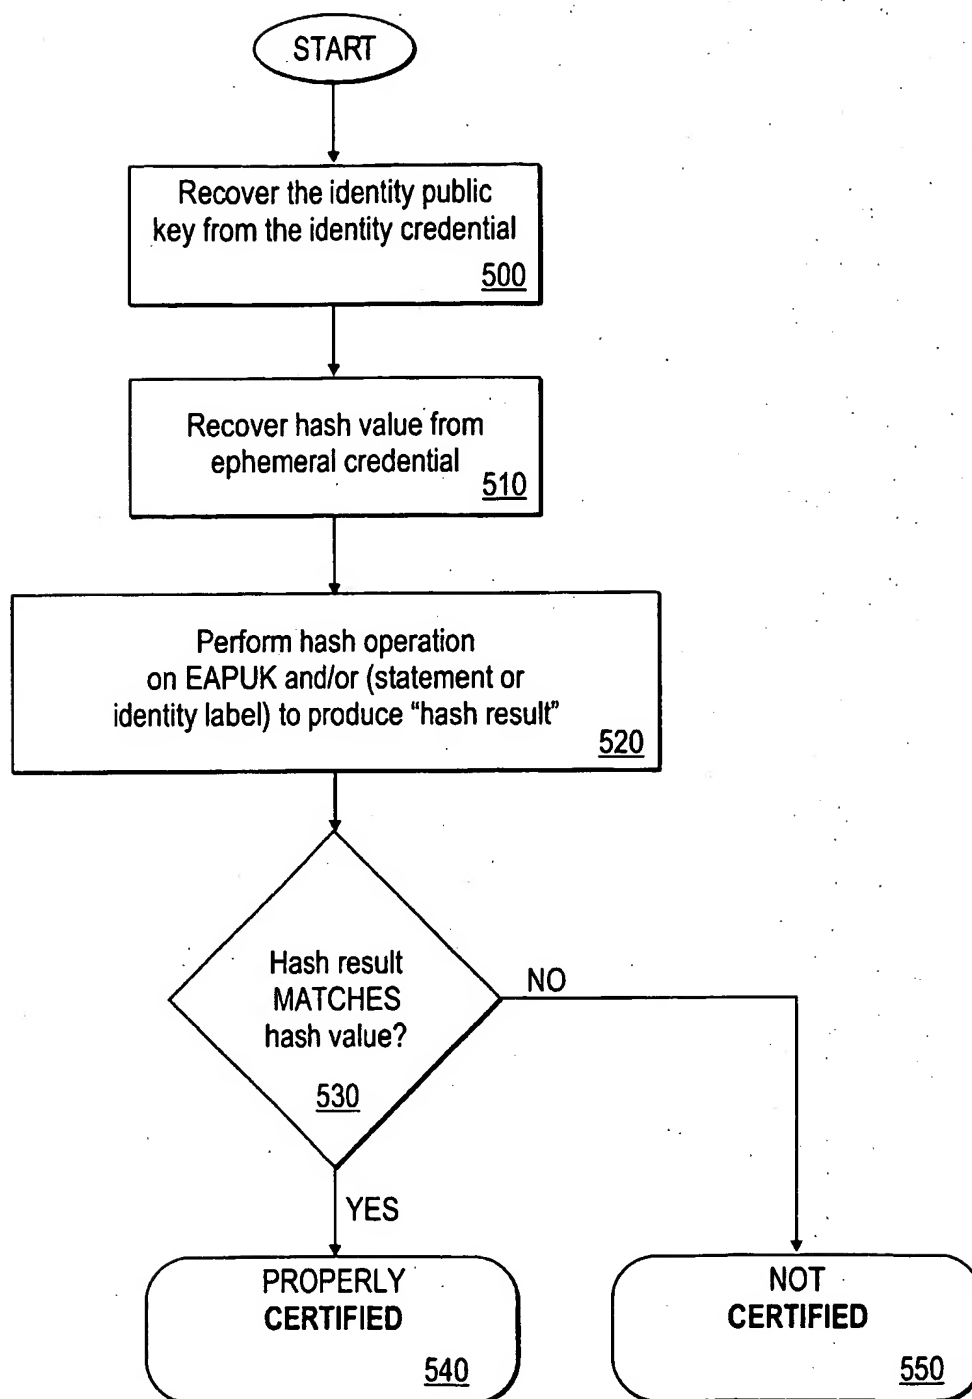 START
Recover the identity public
key from the identity credential
500
Recover hash value from
ephemeral credential
510
Perform hash operation
on EAPUK and/or (statement or
identity label) to produce “hash result”
520
Hash result
MATCHES
hash value?
530
NO
YES
PROPERLY
CERTIFIED
540
NOT
CERTIFIED
550